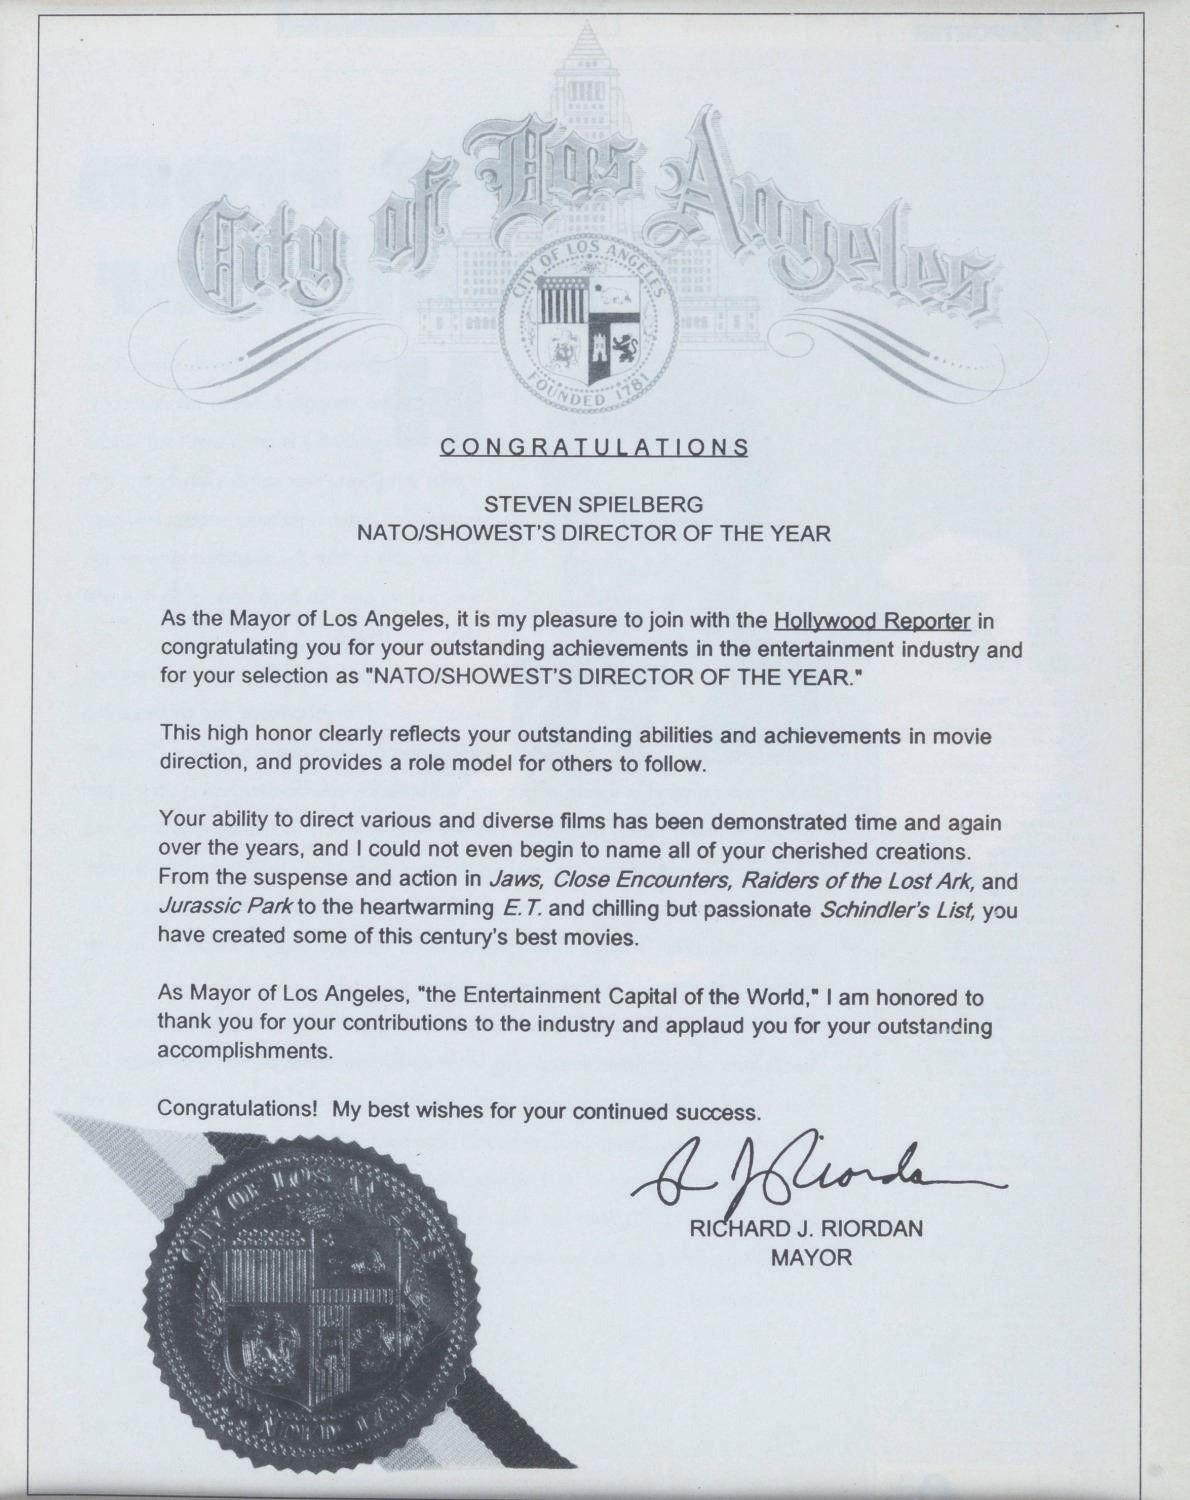 City of Los Angeles
CITY OF LOS ANGELES
FOUNDED 1781
CONGRATULATIONS
STEVEN SPIELBERG
NATO/SHOWEST'S DIRECTOR OF THE YEAR
As the Mayor of Los Angeles, it is my pleasure to join with the Hollywood Reporter in
congratulating you for your outstanding achievements in the entertainment industry and
for your selection as "NATO/SHOWEST'S DIRECTOR OF THE YEAR."
This high honor clearly reflects your outstanding abilities and achievements in movie
direction, and provides a role model for others to follow.
Your ability to direct various and diverse films has been demonstrated time and again
over the years, and I could not even begin to name all of your cherished creations.
From the suspense and action in Jaws, Close Encounters, Raiders of the Lost Ark, and
Jurassic Park to the heartwarming E.T. and chilling but passionate Schindler's List, you
have created some of this century's best movies.
As Mayor of Los Angeles, "the Entertainment Capital of the World," I am honored to
thank you for your contributions to the industry and applaud you for your outstanding
accomplishments.
Congratulations! My best wishes for your continued success.
R J Riordan
RICHARD J. RIORDAN
MAYOR
CITY OF LOS
1781